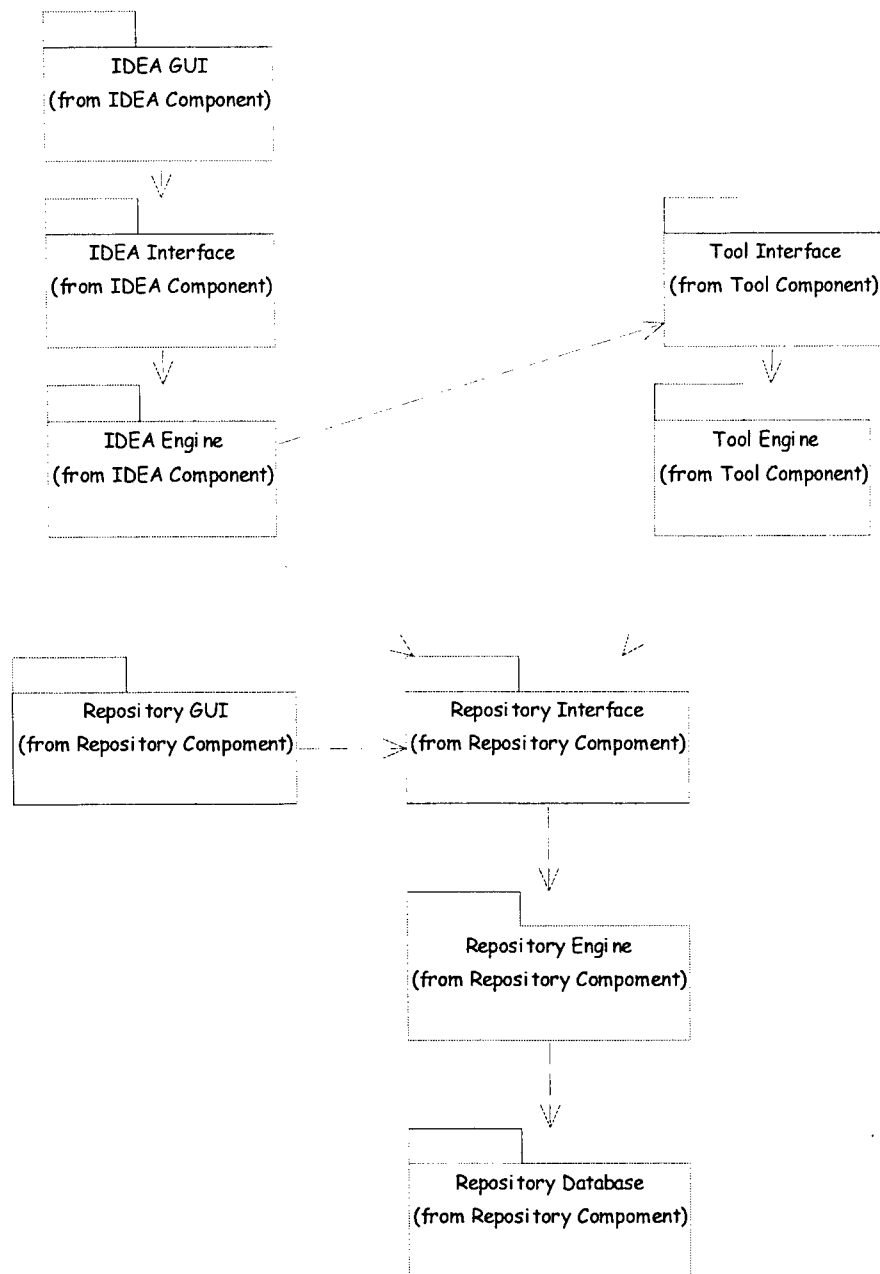 IDEA GUI
(from IDEA Component)
IDEA Interface
(from IDEA Component)
Tool Interface
(from Tool Component)
IDEA Engine
(from IDEA Component)
Tool Engine
(from Tool Component)
Repository GUI
(from Repository Compoment)
Repository Interface
(from Repository Compoment)
Repository Engine
(from Repository Compoment)
Repository Database
(from Repository Compoment)